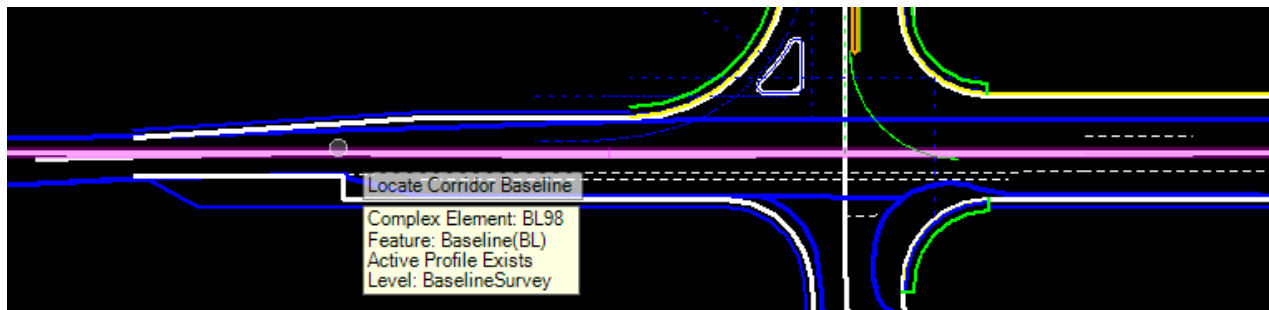 Locate Corridor Baseline
Complex Element: BL98
Feature: Baseline(BL)
Active Profile Exists
Level: BaselineSurvey